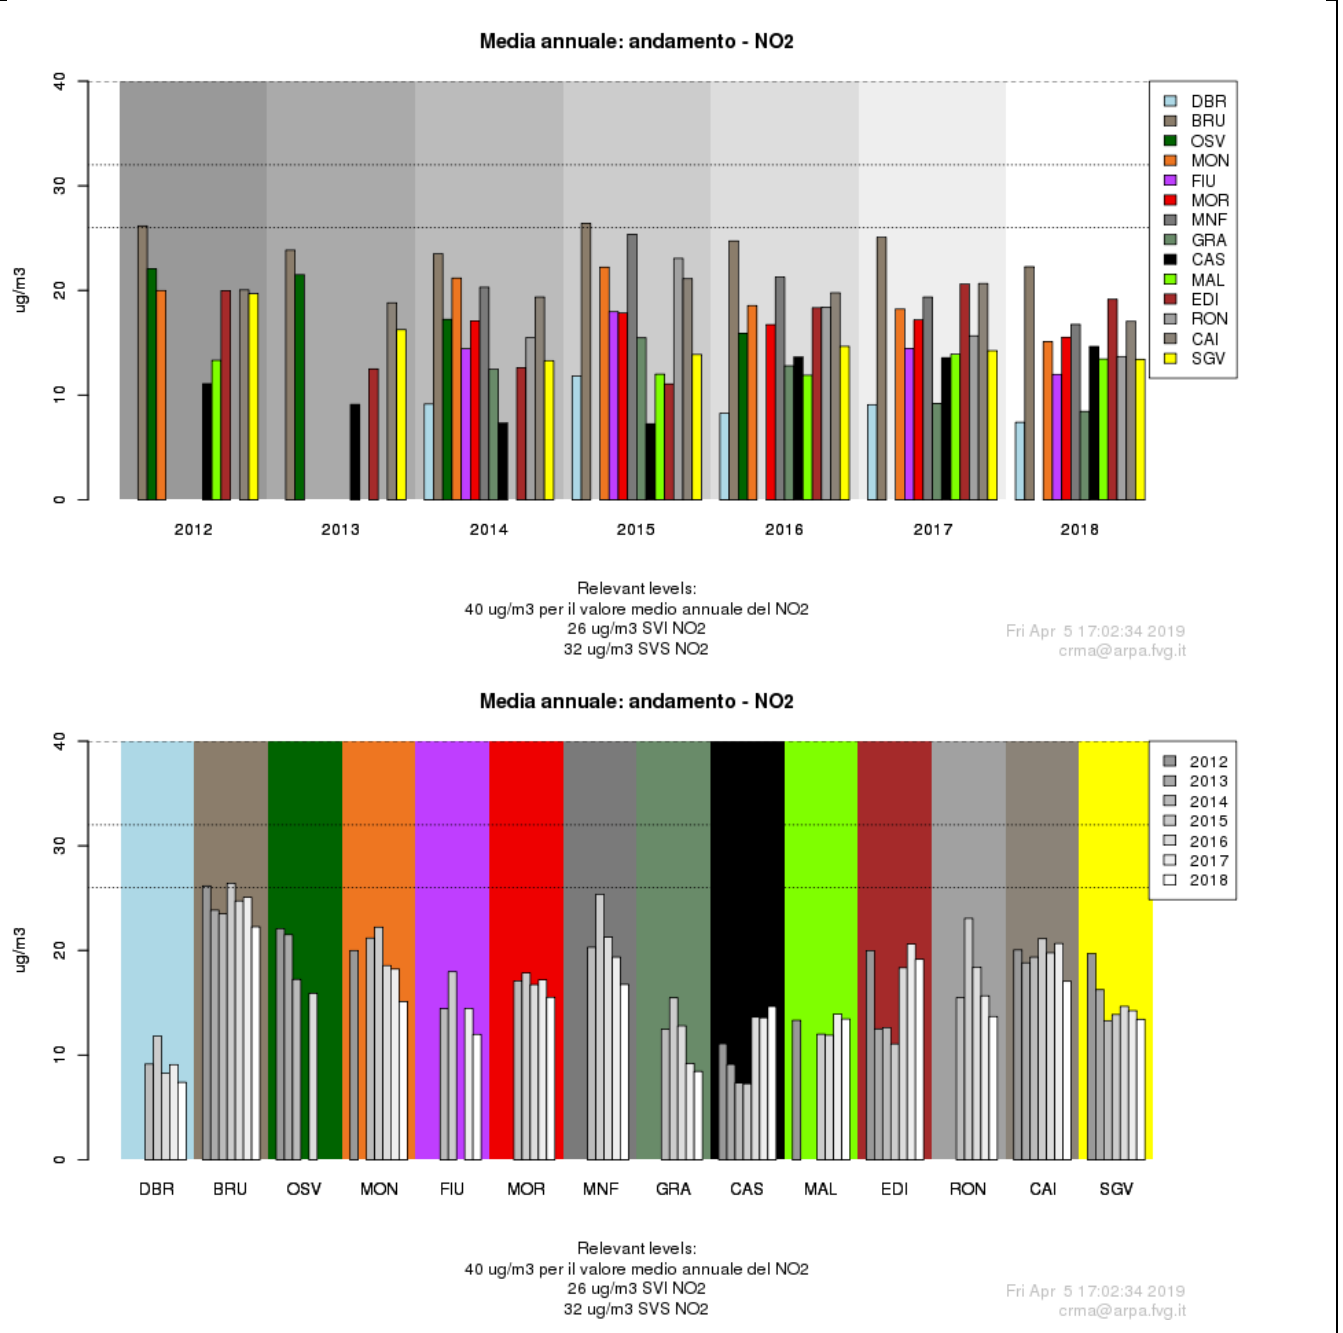 Media annuale: andamento - NO2
40
30
20
10
0
ug/m3
DBR
BRU
OSV
MON
FIU
MOR
MNF
GRA
CAS
MAL
EDI
RON
CAI
SGV
2012 2013 2014 2015 2016 2017 2018
Relevant levels:
40 ug/m3 per il valore medio annuale del NO2
26 ug/m3 SVI NO2
32 ug/m3 SVS NO2
Fri Apr 5 17:02:34 2019
crma@arpa.fvg.it
Media annuale: andamento - NO2
40
30
20
10
0
ug/m3
2012
2013
2014
2015
2016
2017
2018
DBR BRU OSV MON FIU MOR MNF GRA CAS MAL EDI RON CAI SGV
Relevant levels:
40 ug/m3 per il valore medio annuale del NO2
26 ug/m3 SVI NO2
32 ug/m3 SVS NO2
Fri Apr 5 17:02:34 2019
crma@arpa.fvg.it